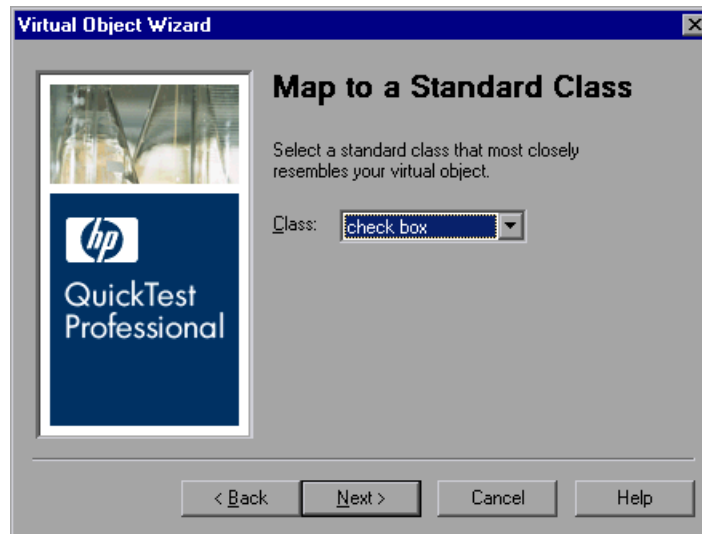 Virtual Object Wizard
Map to a Standard Class
Select a standard class that most closely
resembles your virtual object.
Class:
check box
hp
QuickTest
Professional
< Back
Next >
Cancel
Help